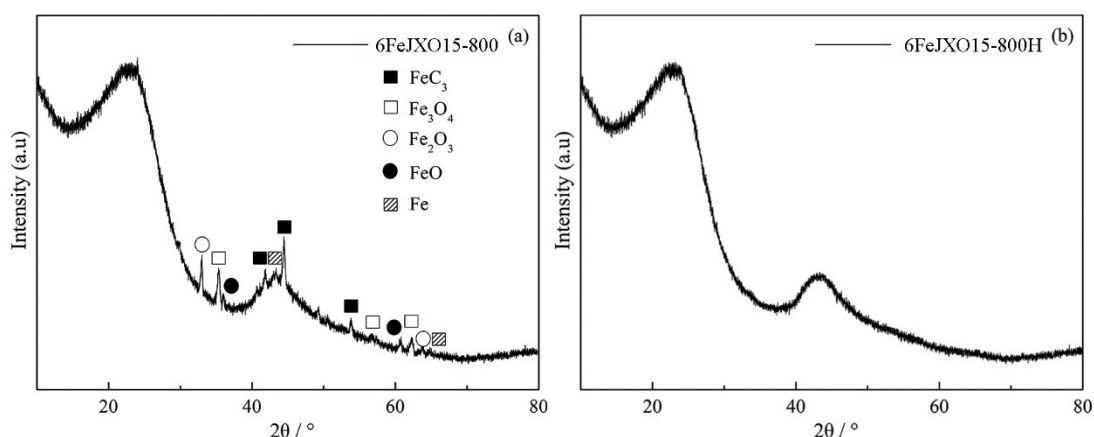 6FeJXO15-800 (a)
FeC₃
Fe₃O₄
Fe₂O₃
FeO
Fe
Intensity (a.u)
20 40 60 80
2θ / °
6FeJXO15-800H (b)
Intensity (a.u)
20 40 60 80
2θ / °